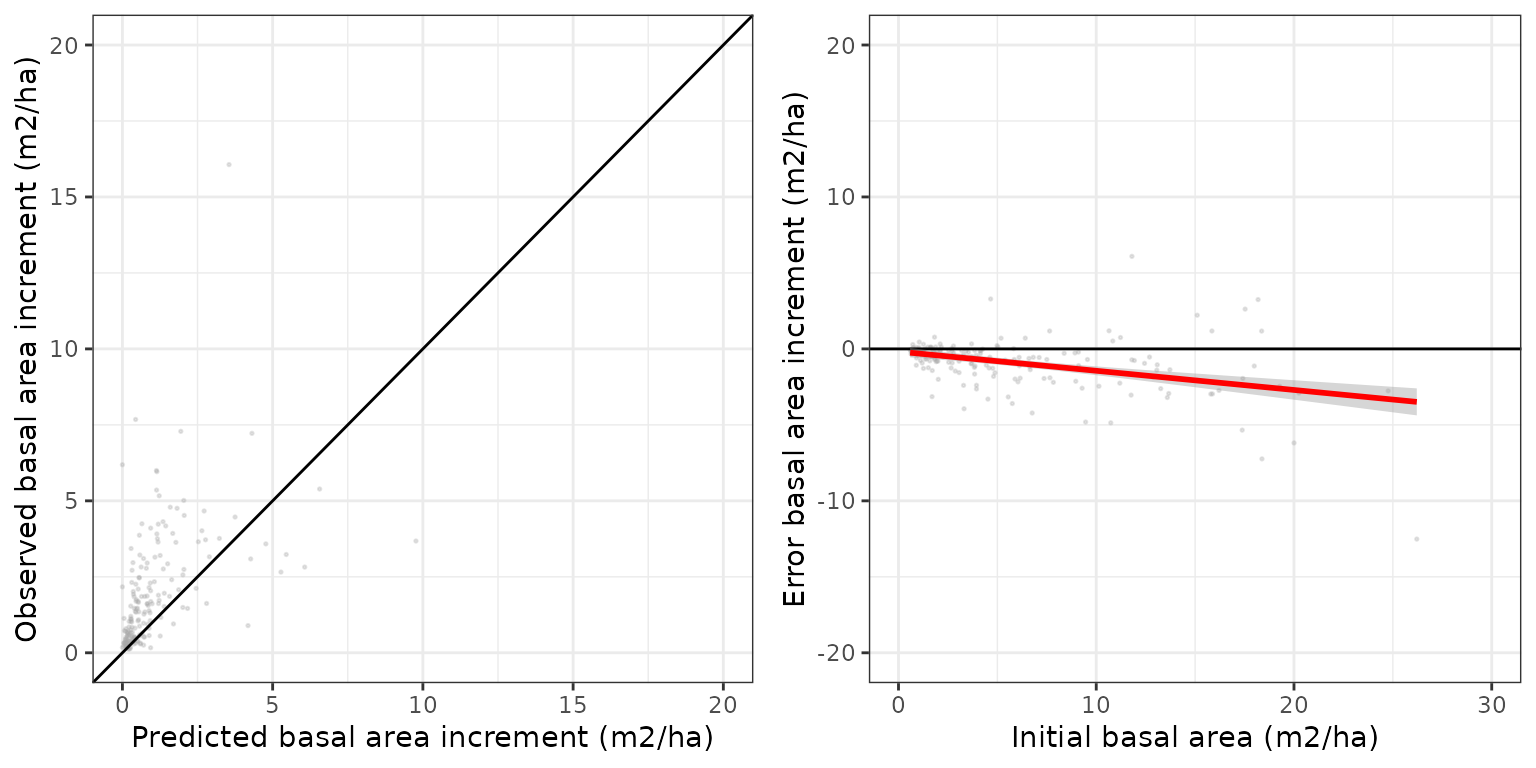 Observed basal area increment (m2/ha)
20
15
10
5
0
0 5 10 15 20
Predicted basal area increment (m2/ha)
Error basal area increment (m2/ha)
20
10
0
-10
-20
0 10 20 30
Initial basal area (m2/ha)